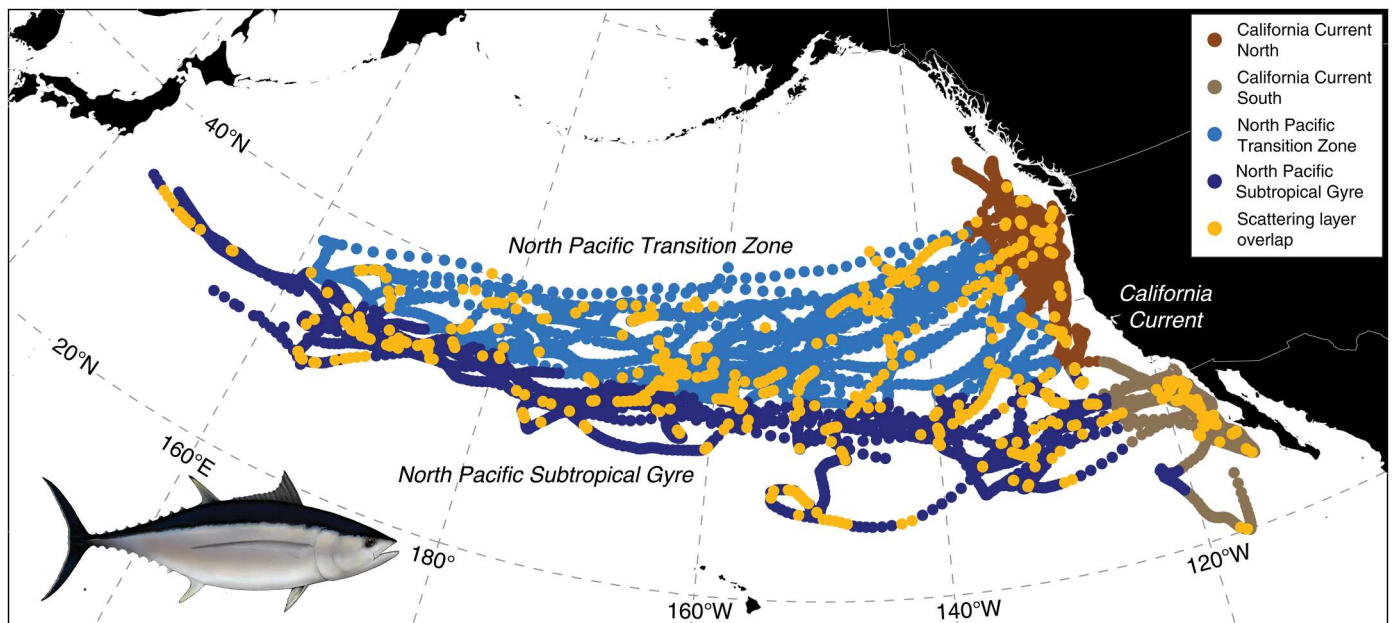 California Current
North
California Current
South
North Pacific
Transition Zone
North Pacific
Subtropical Gyre
Scattering layer
overlap
40°N
North Pacific Transition Zone
California
Current
20°N
160°E
North Pacific Subtropical Gyre
180°
120°W
160°W
140°W